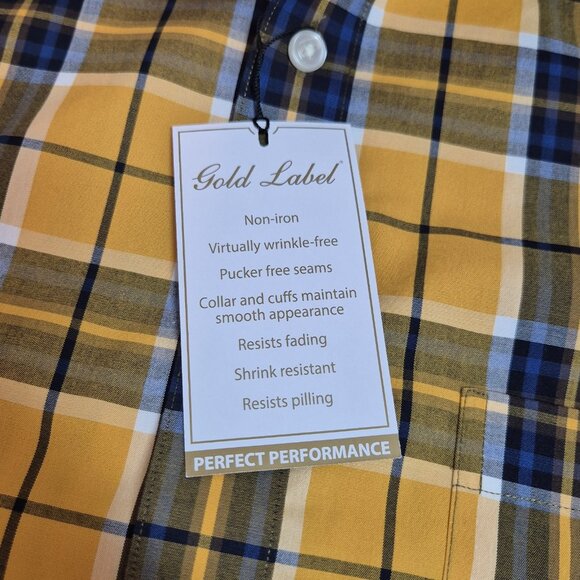 Gold Label®
Non-iron
Virtually wrinkle-free
Pucker free seams
Collar and cuffs maintain
smooth appearance
Resists fading
Shrink resistant
Resists pilling
PERFECT PERFORMANCE